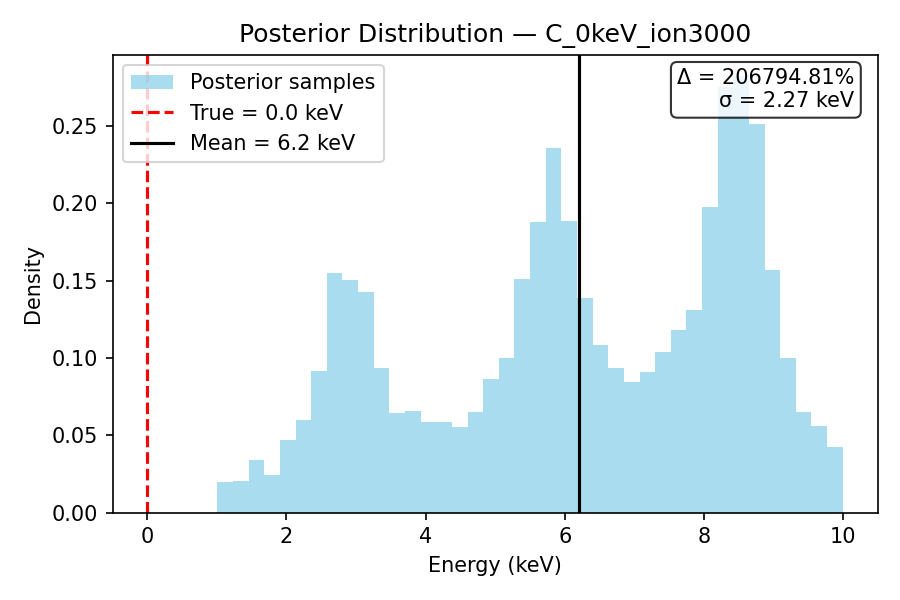 Posterior Distribution — C_0keV_ion3000
Posterior samples
True = 0.0 keV
Mean = 6.2 keV
Δ = 206794.81%
σ = 2.27 keV
Density
0.25
0.20
0.15
0.10
0.05
0.00
0 2 4 6 8 10
Energy (keV)